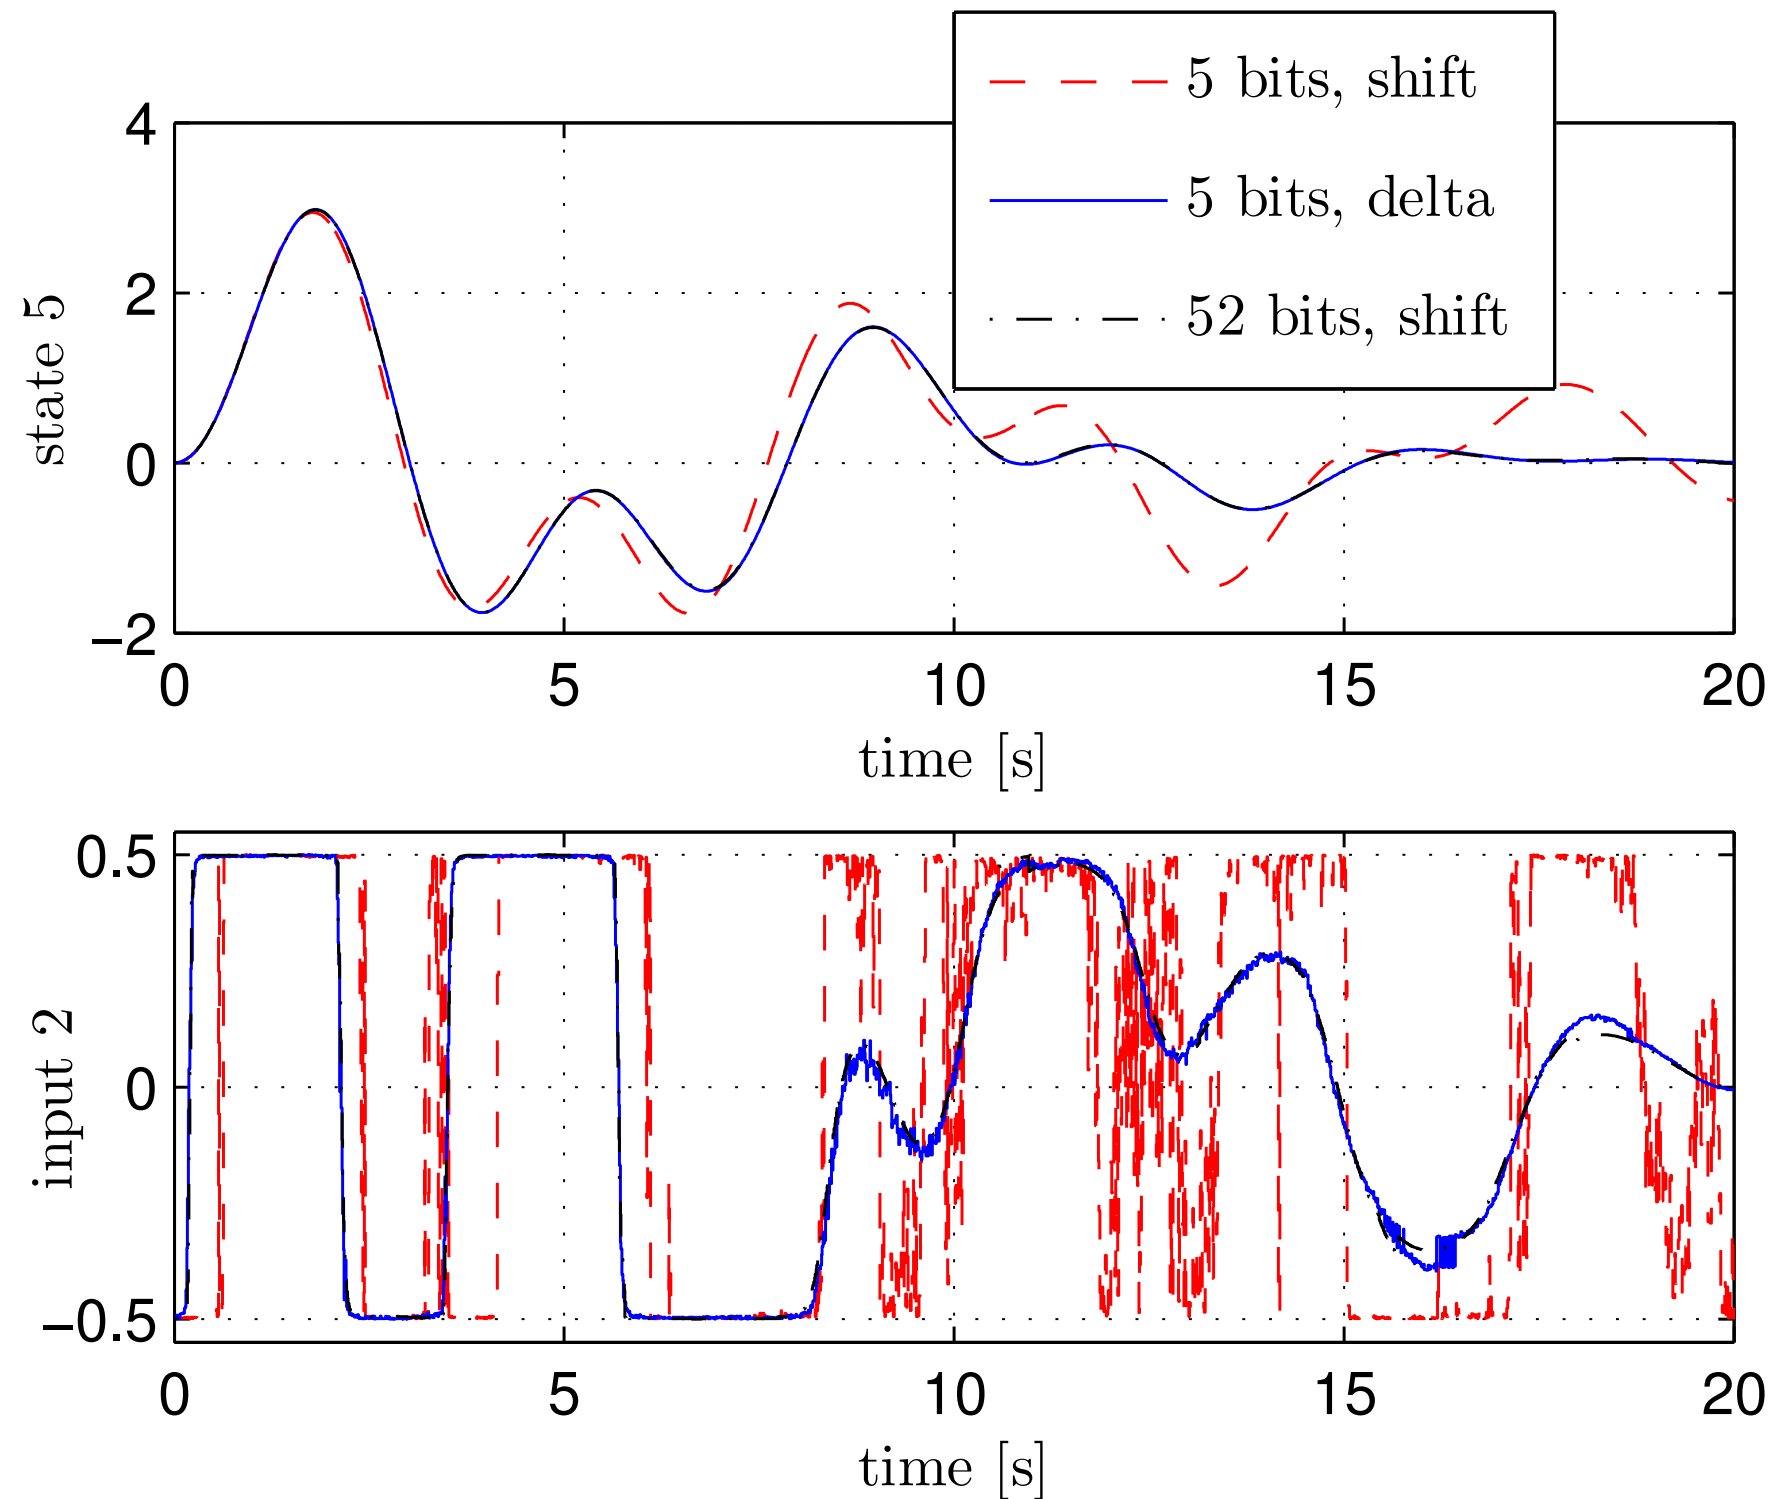 5 bits, shift
5 bits, delta
52 bits, shift
4
2
0
−2
state 5
0 5 10 15 20
time [s]
0.5
0
−0.5
input 2
0 5 10 15 20
time [s]